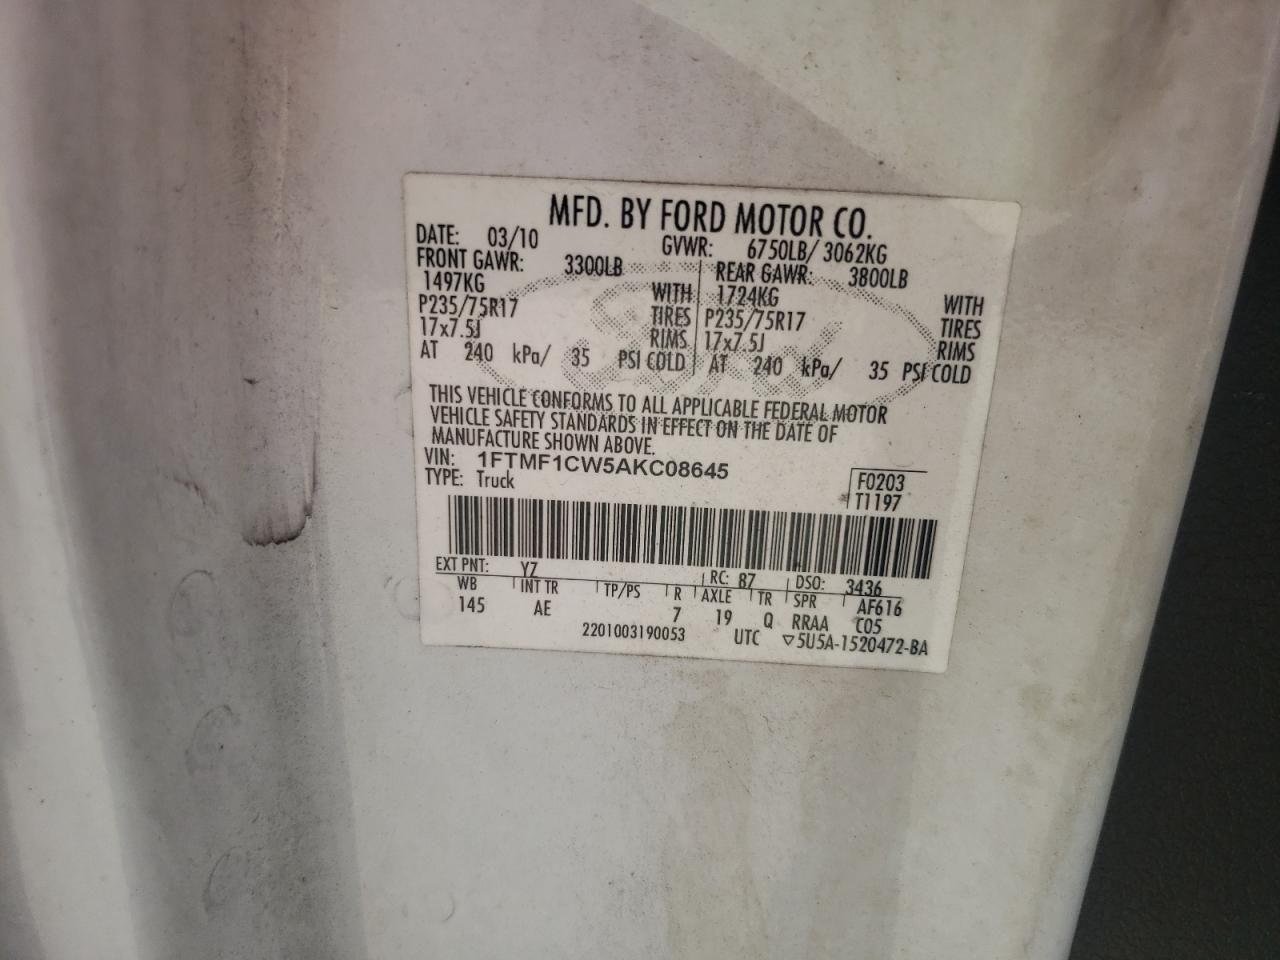 MFD. BY FORD MOTOR CO.
DATE: 03/10 GVWR: 6750LB/ 3062KG
FRONT GAWR: 3300LB REAR GAWR: 3800LB
1497KG WITH 1724KG WITH
P235/75R17 TIRES P235/75R17 TIRES
17x7.5J RIMS 17x7.5J RIMS
AT 240 kPa/ 35 PSI COLD AT 240 kPa/ 35 PSI COLD
THIS VEHICLE CONFORMS TO ALL APPLICABLE FEDERAL MOTOR
VEHICLE SAFETY STANDARDS IN EFFECT ON THE DATE OF
MANUFACTURE SHOWN ABOVE.
VIN: 1FTMF1CW5AKC08645
TYPE: Truck F0203
T1197
EXT PNT: YZ RC: 87 DSO: 3436
WB INT TR TP/PS R AXLE TR SPR AF616
145 AE 7 19 Q RRAA C05
2201003190053 UTC ▽5U5A-1520472-BA